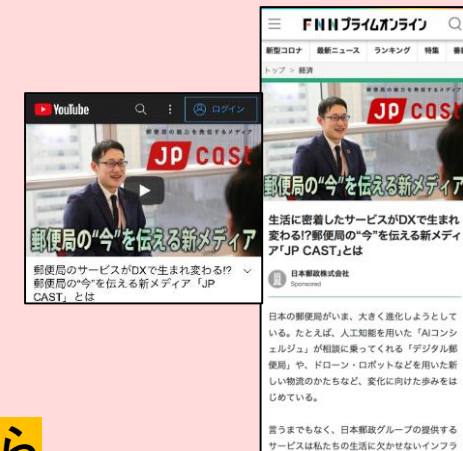 YouTube
ログイン
郵便局の魅力を発信するメディア
JP CAST
郵便局の“今”を伝える新メディア
郵便局のサービスがDXで生まれ変わる!?
郵便局の“今”を伝える新メディア「JP
CAST」とは
FNNプライムオンライン
新型コロナ 最新ニュース ランキング 特集 番
トップ > 経済
JP CAS
郵便局の“今”を伝える新メディア
生活に密着したサービスがDXで生まれ
変わる!?郵便局の“今”を伝える新メディ
ア「JP CAST」とは
日本郵政株式会社
Sponsored
日本の郵便局がいま、大きく進化しようとして
いる。たとえば、人工知能を用いた「AIコンシ
ェルジュ」が相談に乗ってくれる「デジタル郵
便局」や、ドローン・ロボットなどを用いた新
しい物流のかたちなど、変化に向けた歩みをは
じめている。
言うまでもなく、日本郵政グループの提供する
サービスは私たちの生活に欠かせないインフラ
ら